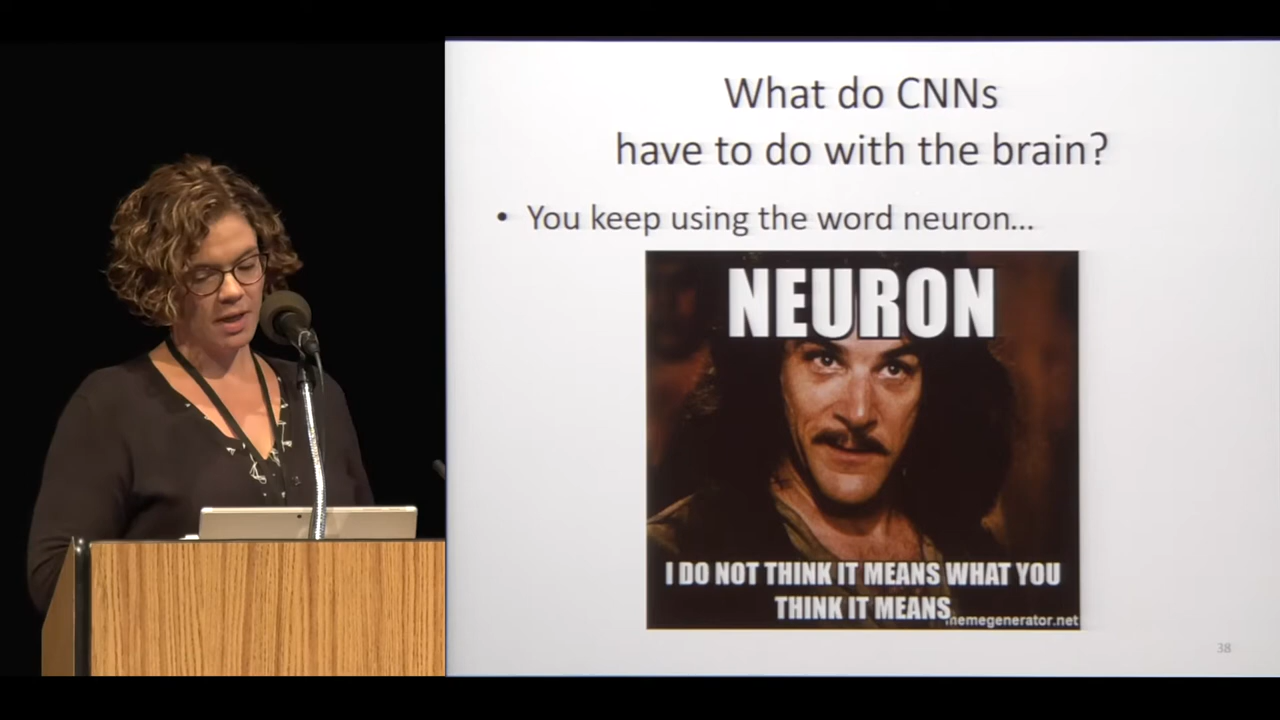 What do CNNs
have to do with the brain?
• You keep using the word neuron...
NEURON
I DO NOT THINK IT MEANS WHAT YOU
THINK IT MEANS
memegenerator.net
38